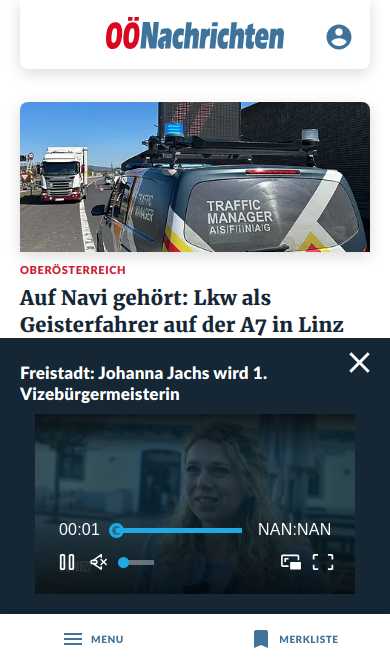 OÖNachrichten
TRAFFIC
MANAGER
A|S|F|i|N|A|G
OBERÖSTERREICH
Auf Navi gehört: Lkw als
Geisterfahrer auf der A7 in Linz
Freistadt: Johanna Jachs wird 1.
Vizebürgermeisterin
00:01
NAN:NAN
MENU
MERKLISTE